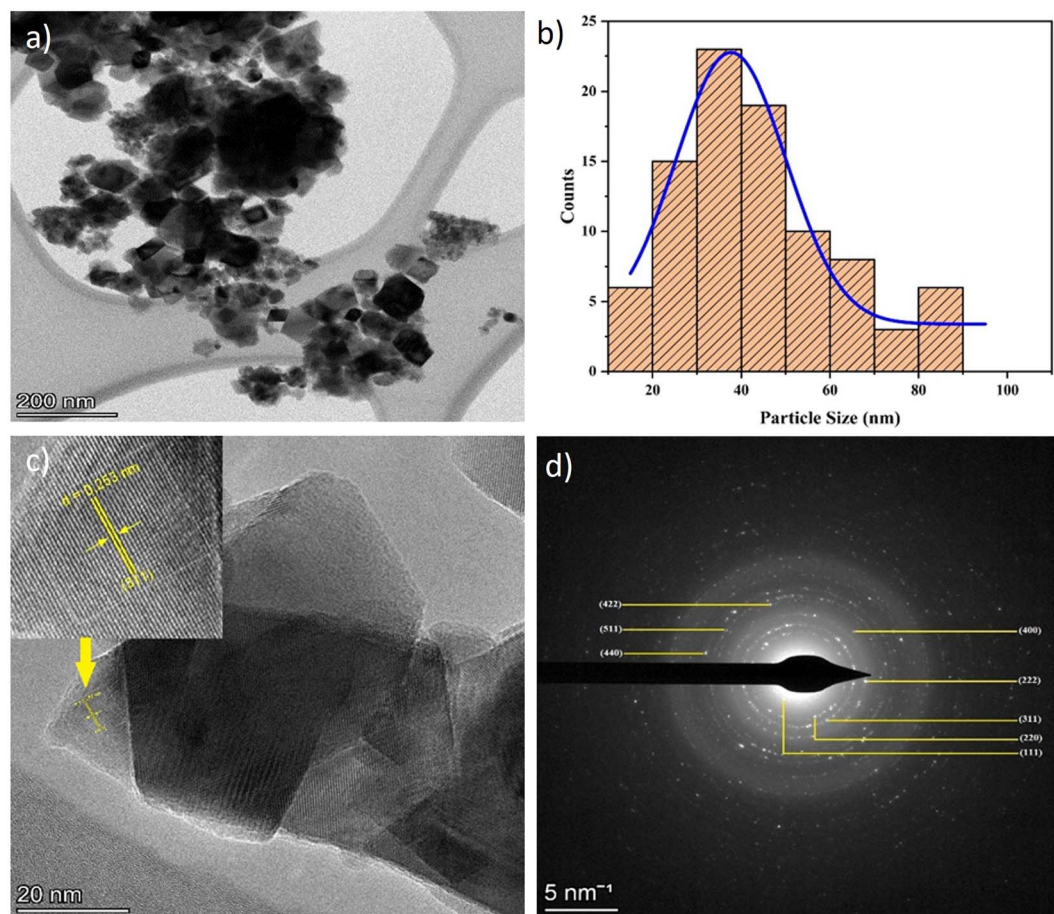 a)
200 nm
b)
25
20
15
10
5
0
Counts
20 40 60 80 100
Particle Size (nm)
c)
d = 0.253 nm
(311)
20 nm
d)
(422)
(511)
(440)
(400)
(222)
(311)
(220)
(111)
5 nm⁻¹